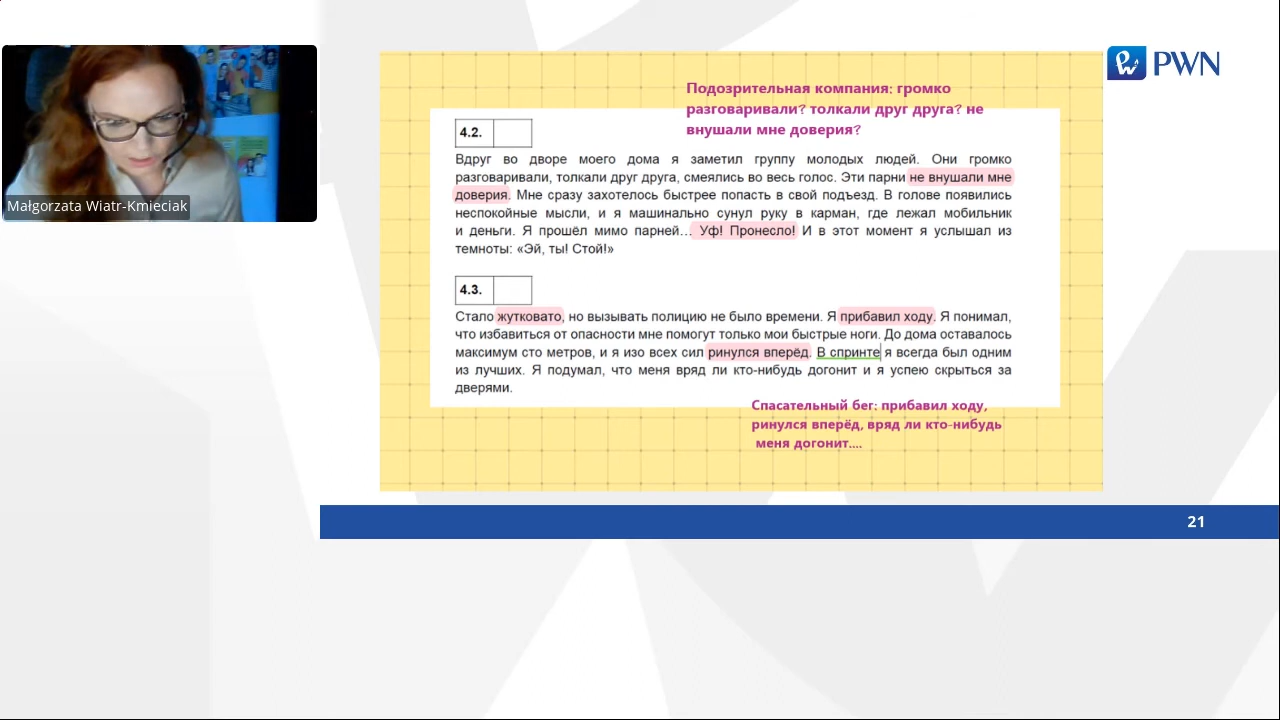 Małgorzata Wiatr-Kmieciak
PWN
Подозрительная компания: громко
разговаривали? толкали друг друга? не
внушали мне доверия?
4.2.
Вдруг во дворе моего дома я заметил группу молодых людей. Они громко
разговаривали, толкали друг друга, смеялись во весь голос. Эти парни не внушали мне
доверия. Мне сразу захотелось быстрее попасть в свой подъезд. В голове появились
неспокойные мысли, и я машинально сунул руку в карман, где лежал мобильник
и деньги. Я прошёл мимо парней… Уф! Пронесло! И в этот момент я услышал из
темноты: «Эй, ты! Стой!»
4.3.
Стало жутковато, но вызывать полицию не было времени. Я прибавил ходу. Я понимал,
что избавиться от опасности мне помогут только мои быстрые ноги. До дома оставалось
максимум сто метров, и я изо всех сил ринулся вперёд. В спринте я всегда был одним
из лучших. Я подумал, что меня вряд ли кто-нибудь догонит и я успею скрыться за
дверями.
Спасательный бег: прибавил ходу,
ринулся вперёд, вряд ли кто-нибудь
меня догонит....
21